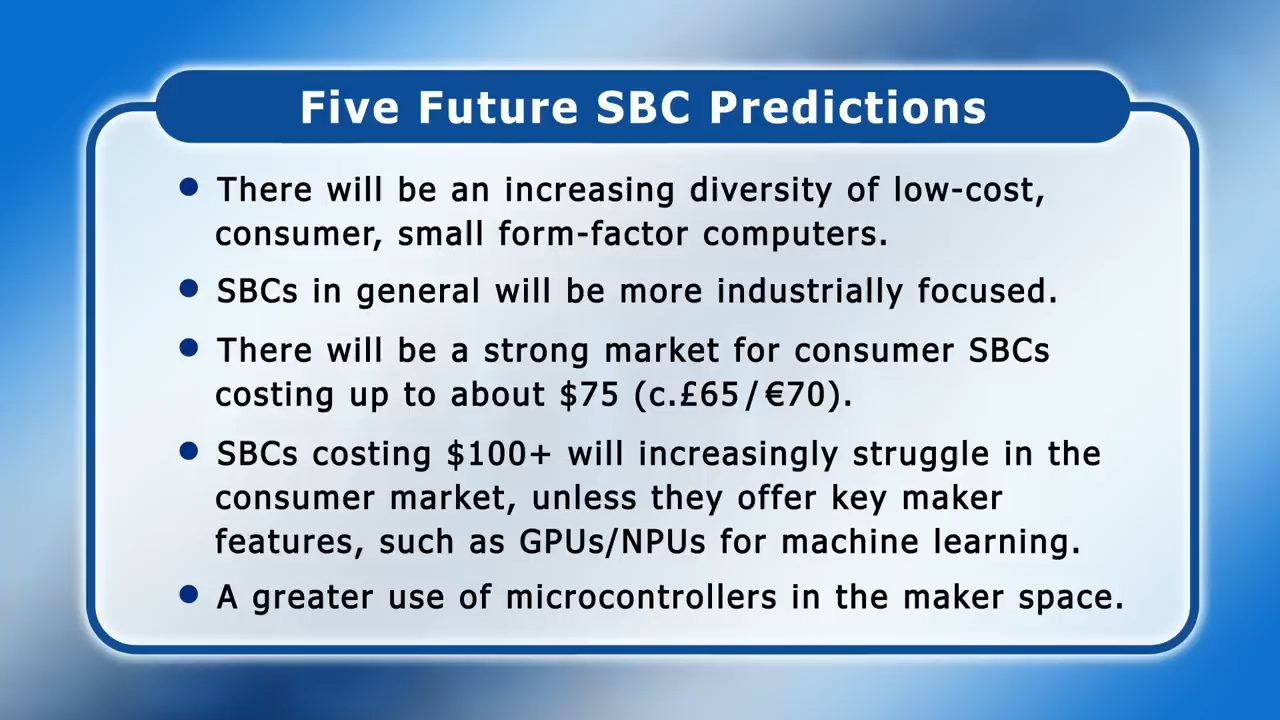 Five Future SBC Predictions
• There will be an increasing diversity of low-cost,
consumer, small form-factor computers.
• SBCs in general will be more industrially focused.
• There will be a strong market for consumer SBCs
costing up to about $75 (c.£65/€70).
• SBCs costing $100+ will increasingly struggle in the
consumer market, unless they offer key maker
features, such as GPUs/NPUs for machine learning.
• A greater use of microcontrollers in the maker space.